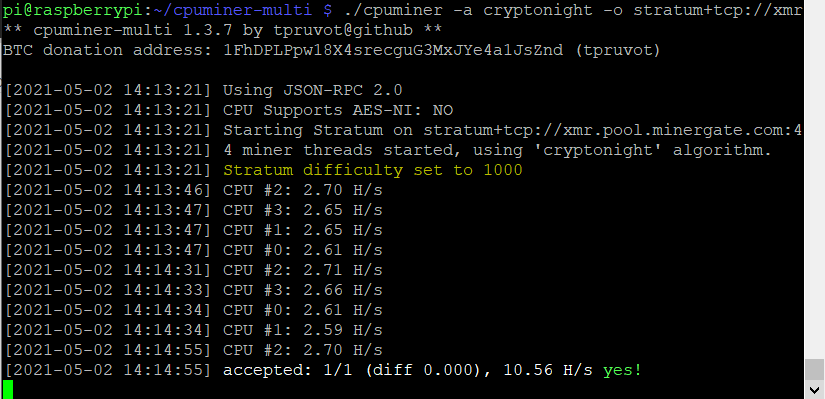 pi@raspberrypi:~/cpuminer-multi $ ./cpuminer -a cryptonight -o stratum+tcp://xmr
** cpuminer-multi 1.3.7 by tpruvot@github **
BTC donation address: 1FhDPLPpw18X4srecguG3MxJYe4a1JsZnd (tpruvot)
[2021-05-02 14:13:21] Using JSON-RPC 2.0
[2021-05-02 14:13:21] CPU Supports AES-NI: NO
[2021-05-02 14:13:21] Starting Stratum on stratum+tcp://xmr.pool.minergate.com:4
[2021-05-02 14:13:21] 4 miner threads started, using 'cryptonight' algorithm.
[2021-05-02 14:13:21] Stratum difficulty set to 1000
[2021-05-02 14:13:46] CPU #2: 2.70 H/s
[2021-05-02 14:13:47] CPU #3: 2.65 H/s
[2021-05-02 14:13:47] CPU #1: 2.65 H/s
[2021-05-02 14:13:47] CPU #0: 2.61 H/s
[2021-05-02 14:14:31] CPU #2: 2.71 H/s
[2021-05-02 14:14:33] CPU #3: 2.66 H/s
[2021-05-02 14:14:34] CPU #0: 2.61 H/s
[2021-05-02 14:14:34] CPU #1: 2.59 H/s
[2021-05-02 14:14:55] CPU #2: 2.70 H/s
[2021-05-02 14:14:55] accepted: 1/1 (diff 0.000), 10.56 H/s yes!